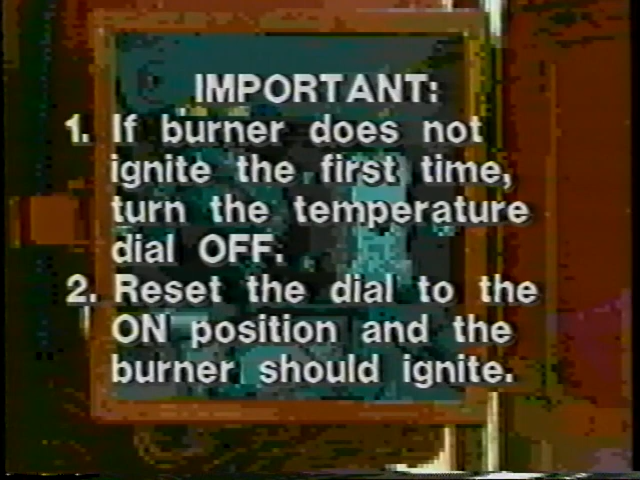 IMPORTANT:
1. If burner does not
ignite the first time,
turn the temperature
dial OFF.
2. Reset the dial to the
ON position and the
burner should ignite.